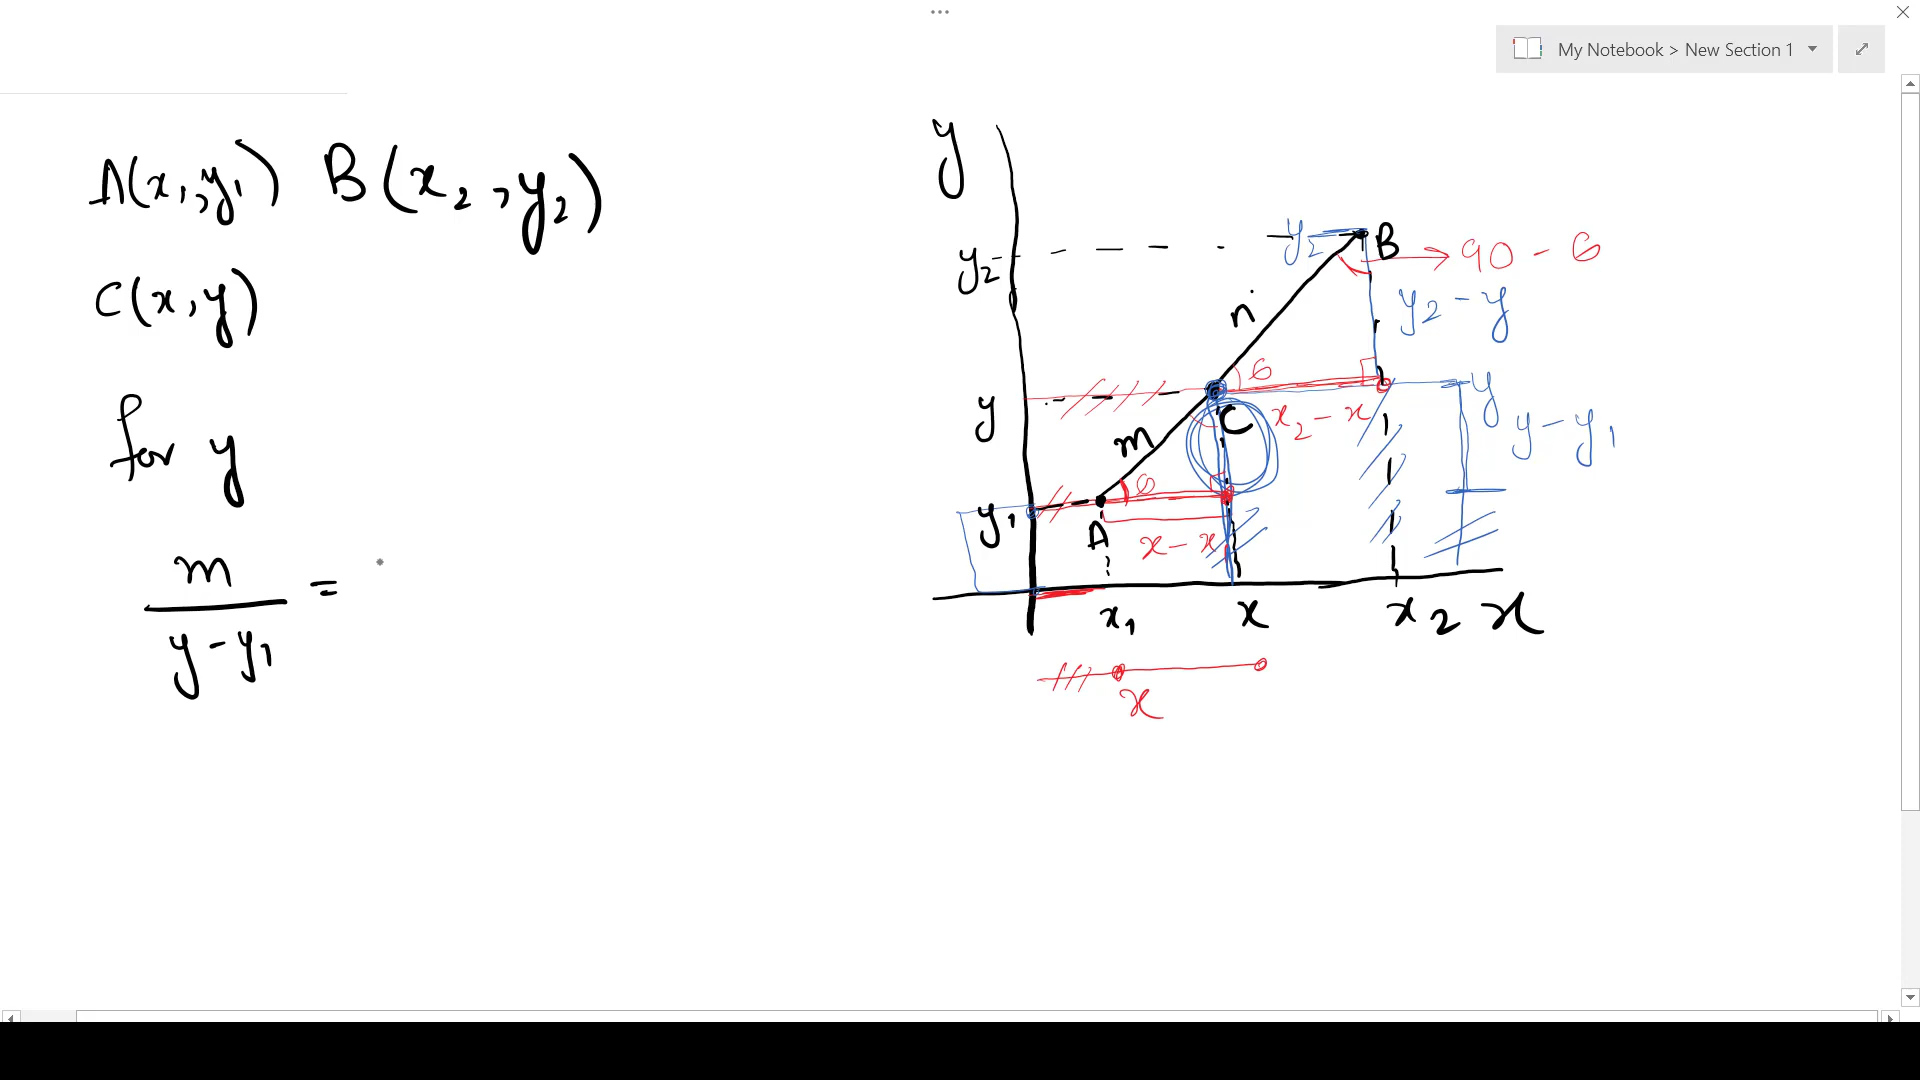 My Notebook > New Section 1
A(x₁,y₁) B(x₂,y₂)
C(x,y)
for y
m
y-y₁
=
y
y₂
y
y₁
y₂
B
90 - θ
y₂ - y
n
θ
y
y - y₁
C
x₂ - x
m
θ
A
x - x₁
x₁
x
x₂
x
x